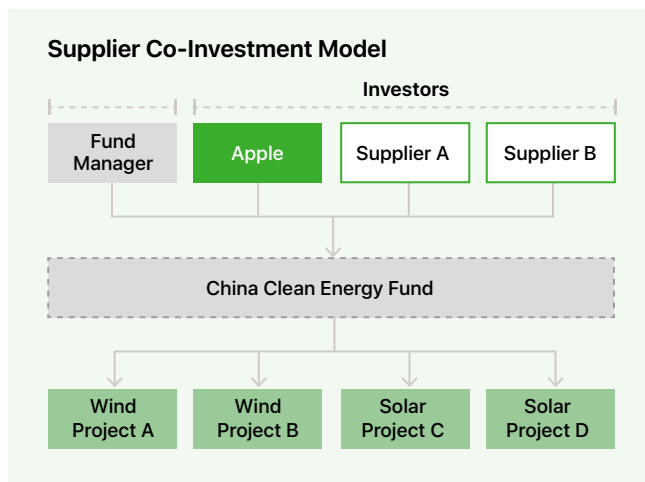 Supplier Co-Investment Model
Investors
Fund
Manager
Apple
Supplier A
Supplier B
China Clean Energy Fund
Wind
Project A
Wind
Project B
Solar
Project C
Solar
Project D